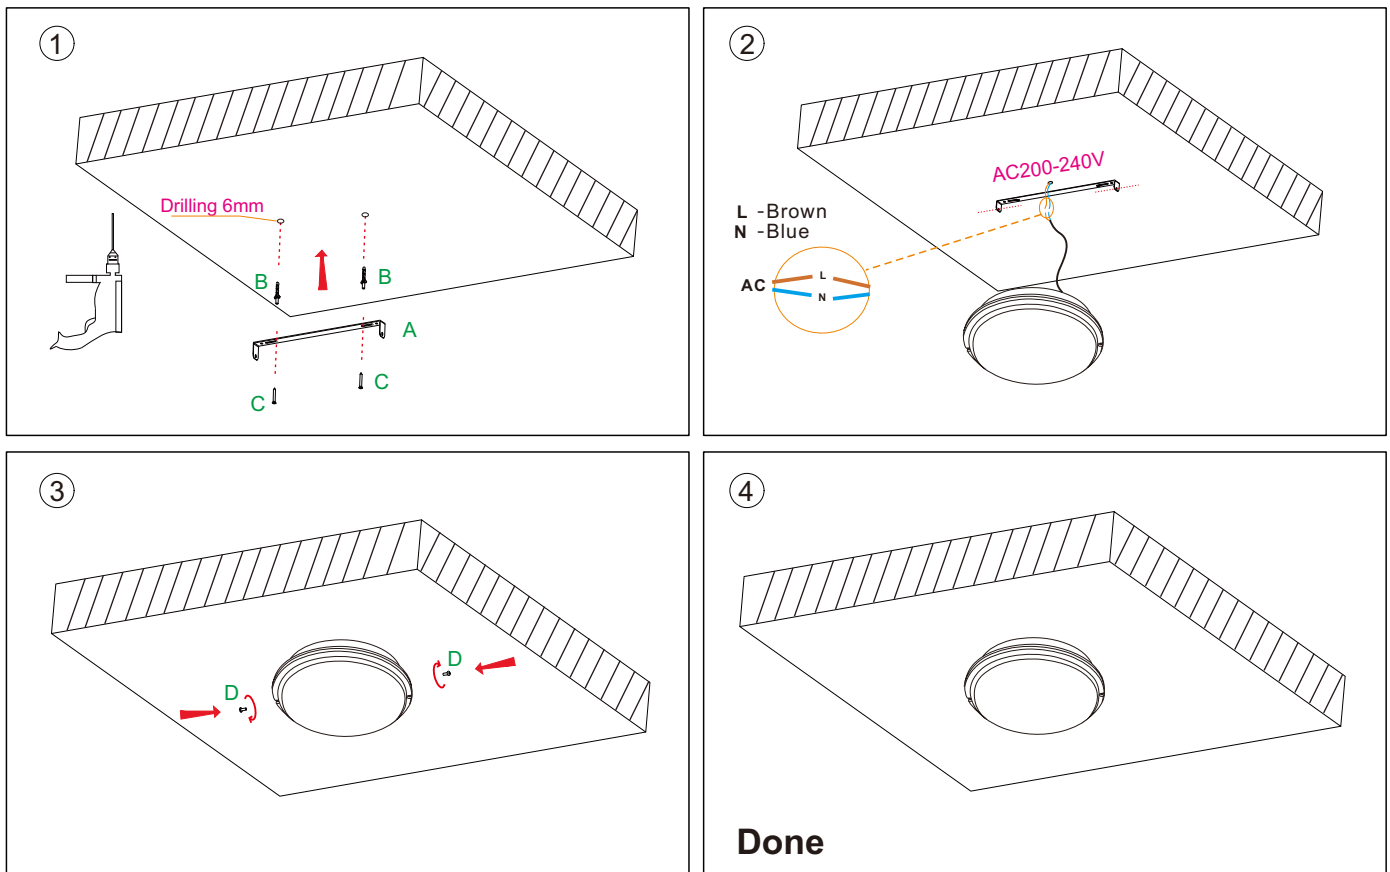 1
Drilling 6mm
B
B
A
C
C
2
AC200-240V
L -Brown
N -Blue
AC
L
N
3
D
D
4
Done